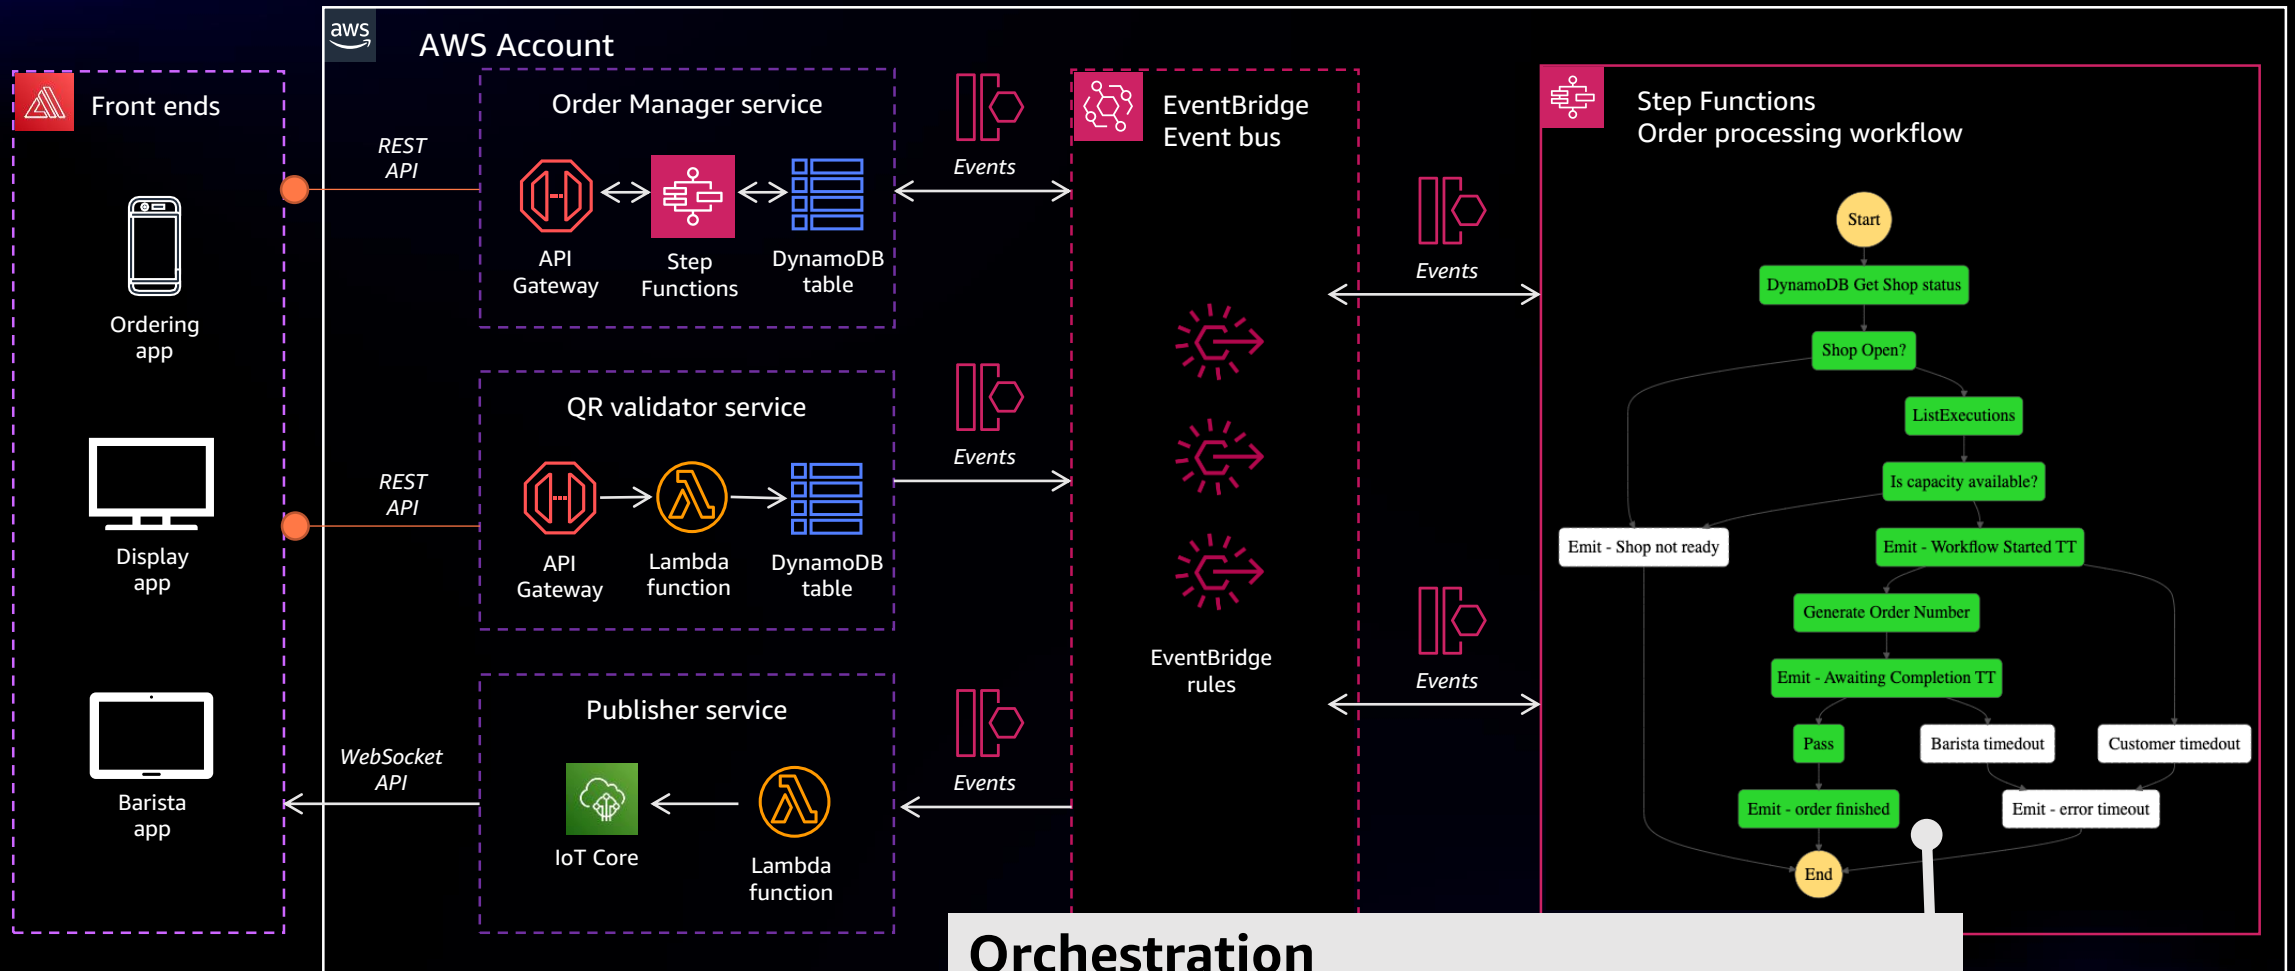 aws
AWS Account
Front ends
Ordering
app
Display
app
Barista
app
REST
API
REST
API
WebSocket
API
Order Manager service
API
Gateway
Step
Functions
DynamoDB
table
QR validator service
API
Gateway
Lambda
function
DynamoDB
table
Publisher service
IoT Core
Lambda
function
Events
Events
Events
EventBridge
Event bus
EventBridge
rules
Events
Events
Step Functions
Order processing workflow
Start
DynamoDB Get Shop status
Shop Open?
ListExecutions
Is capacity available?
Emit - Shop not ready
Emit - Workflow Started TT
Generate Order Number
Emit - Awaiting Completion TT
Pass
Barista timedout
Customer timedout
Emit - order finished
Emit - error timeout
End
Orchestration